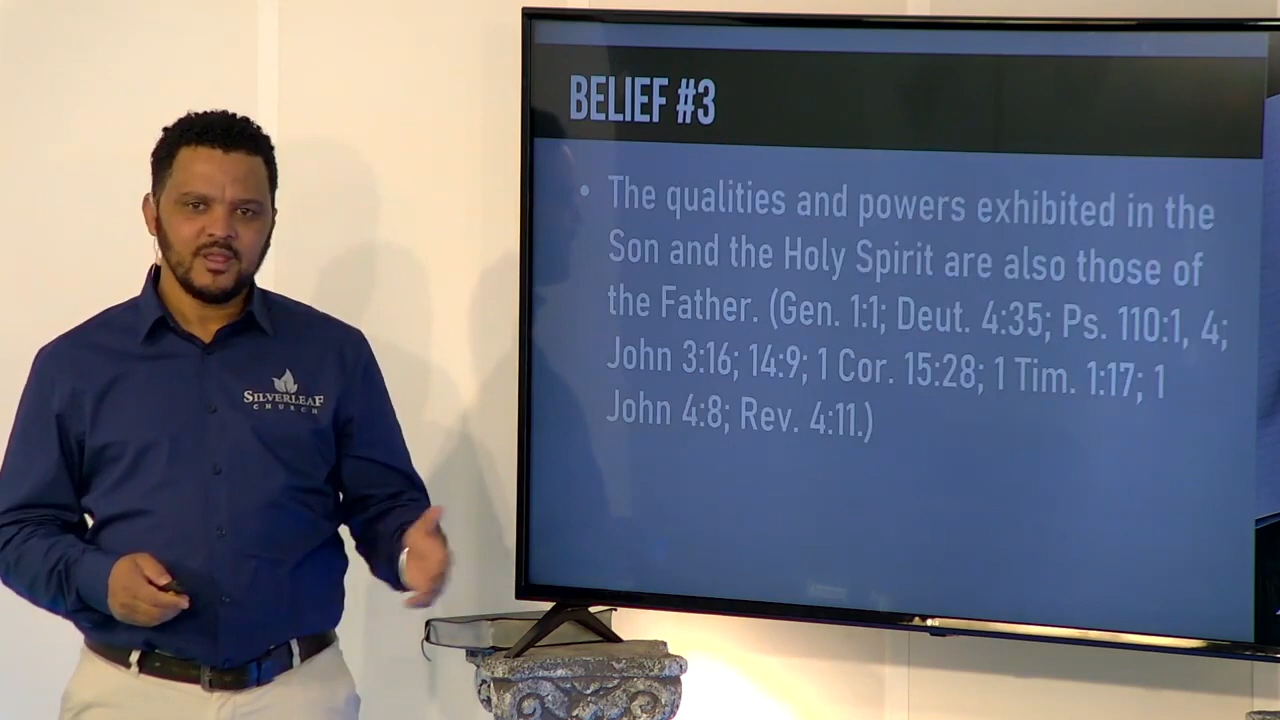 BELIEF #3
• The qualities and powers exhibited in the
Son and the Holy Spirit are also those of
the Father. (Gen. 1:1; Deut. 4:35; Ps. 110:1, 4;
John 3:16; 14:9; 1 Cor. 15:28; 1 Tim. 1:17; 1
John 4:8; Rev. 4:11.)
SILVERLEAF
CHURCH